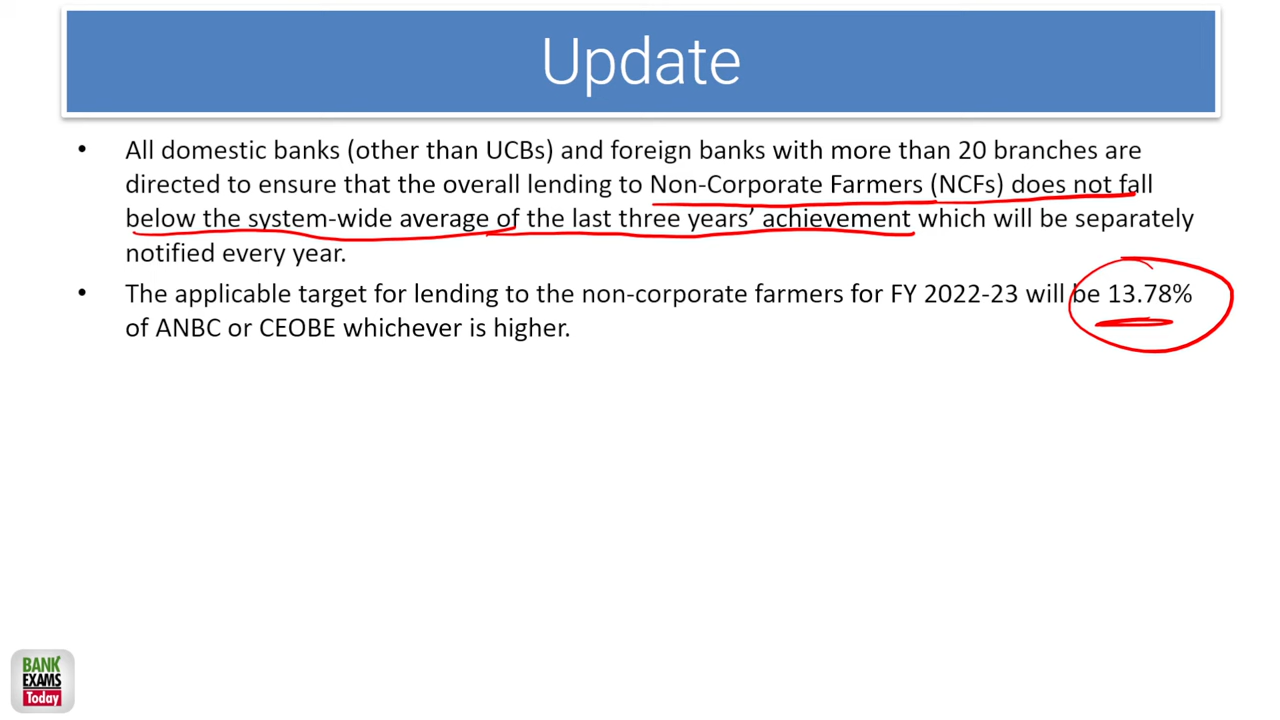 Update
• All domestic banks (other than UCBs) and foreign banks with more than 20 branches are
directed to ensure that the overall lending to Non-Corporate Farmers (NCFs) does not fall
below the system-wide average of the last three years’ achievement which will be separately
notified every year.
• The applicable target for lending to the non-corporate farmers for FY 2022-23 will be 13.78%
of ANBC or CEOBE whichever is higher.
BANK
EXAMS
Today